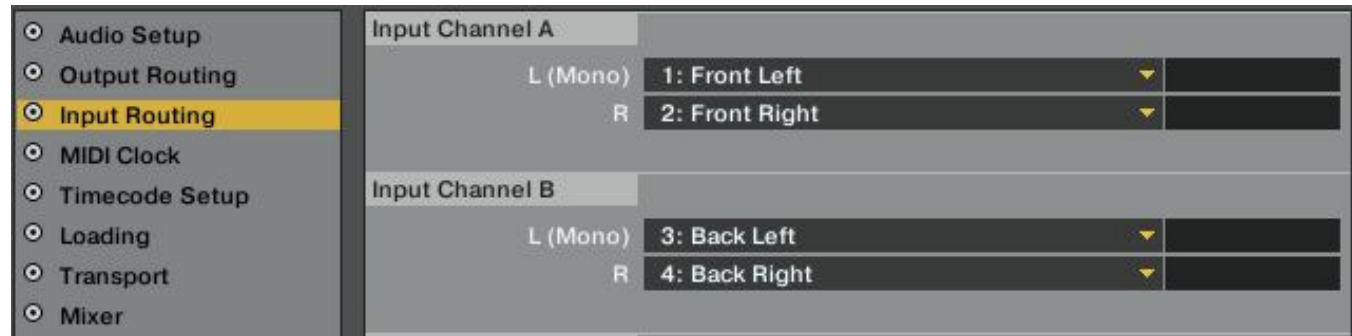 Audio Setup
Output Routing
Input Routing
MIDI Clock
Timecode Setup
Loading
Transport
Mixer
Input Channel A
L (Mono) 1: Front Left
R 2: Front Right
Input Channel B
L (Mono) 3: Back Left
R 4: Back Right